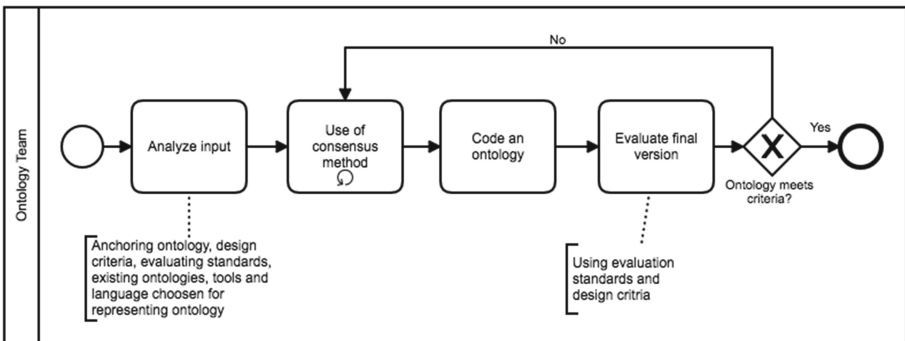 Ontology Team
No
Analyze input
Use of
consensus
method
Code an
ontology
Evaluate final
version
X
Yes
Ontology meets
criteria?
Anchoring ontology, design
criteria, evaluating standards,
existing ontologies, tools and
language choosen for
representing ontology
Using evaluation
standards and
design critria